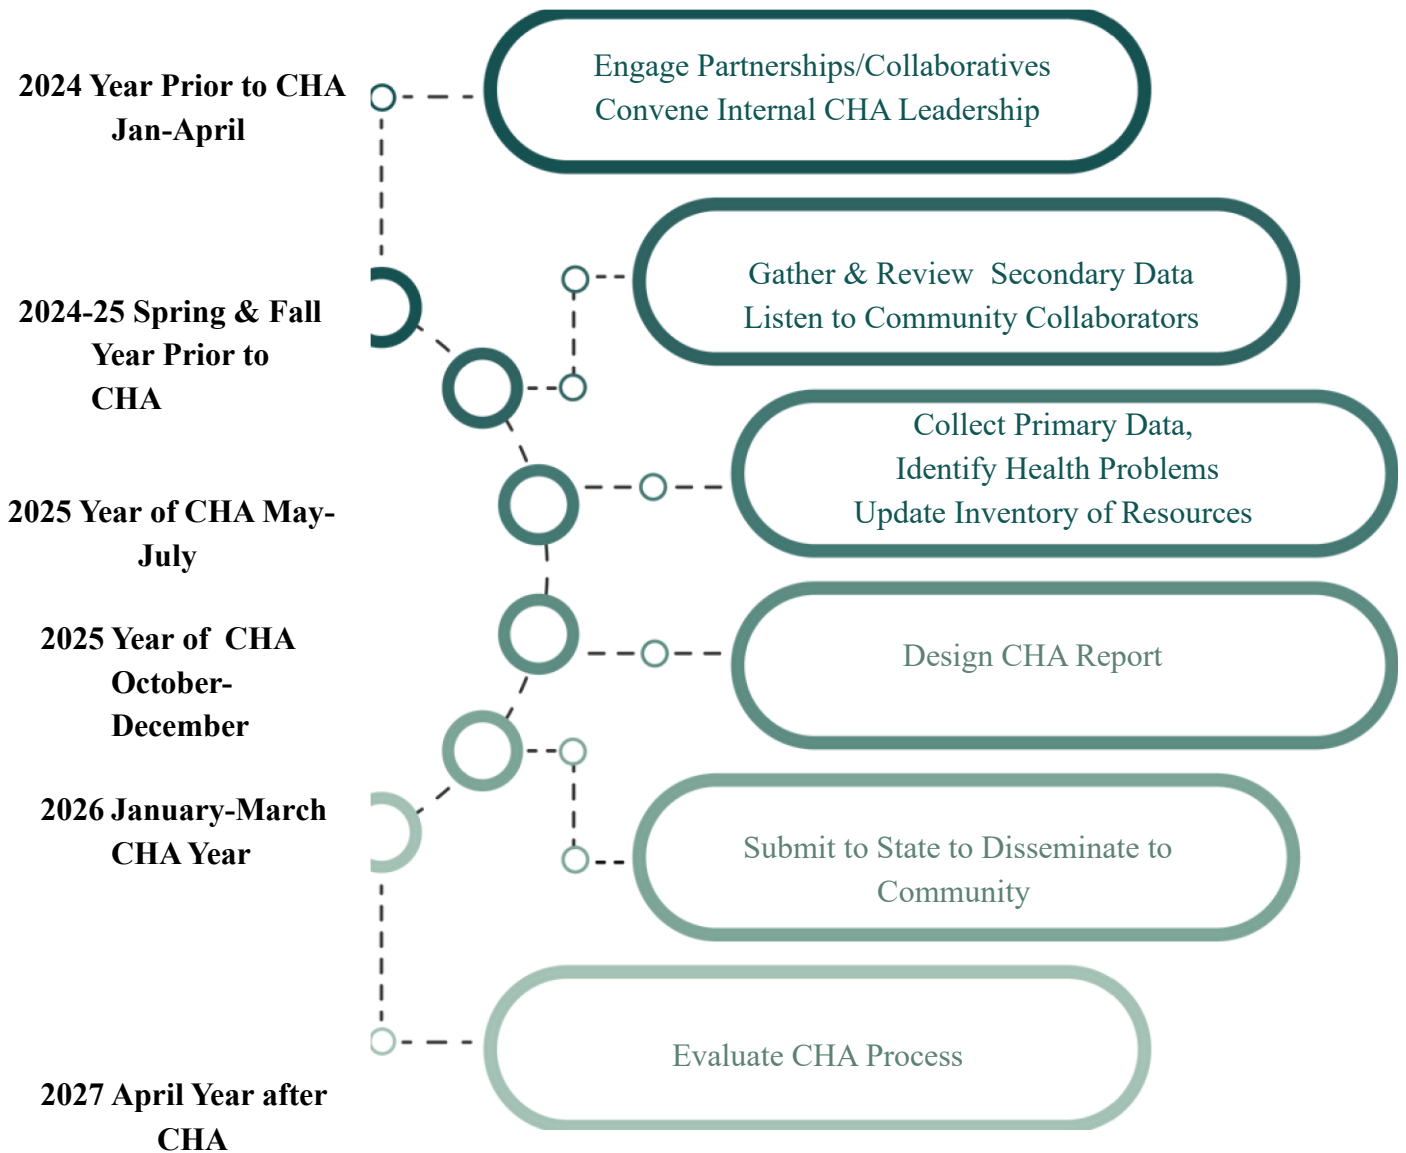 2024 Year Prior to CHA
Jan-April
Engage Partnerships/Collaboratives
Convene Internal CHA Leadership
2024-25 Spring & Fall
Year Prior to
CHA
Gather & Review  Secondary Data
Listen to Community Collaborators
2025 Year of CHA May-
July
Collect Primary Data,
Identify Health Problems
Update Inventory of Resources
2025 Year of  CHA
October-
December
Design CHA Report
2026 January-March
CHA Year
Submit to State to Disseminate to
Community
2027 April Year after
CHA
Evaluate CHA Process